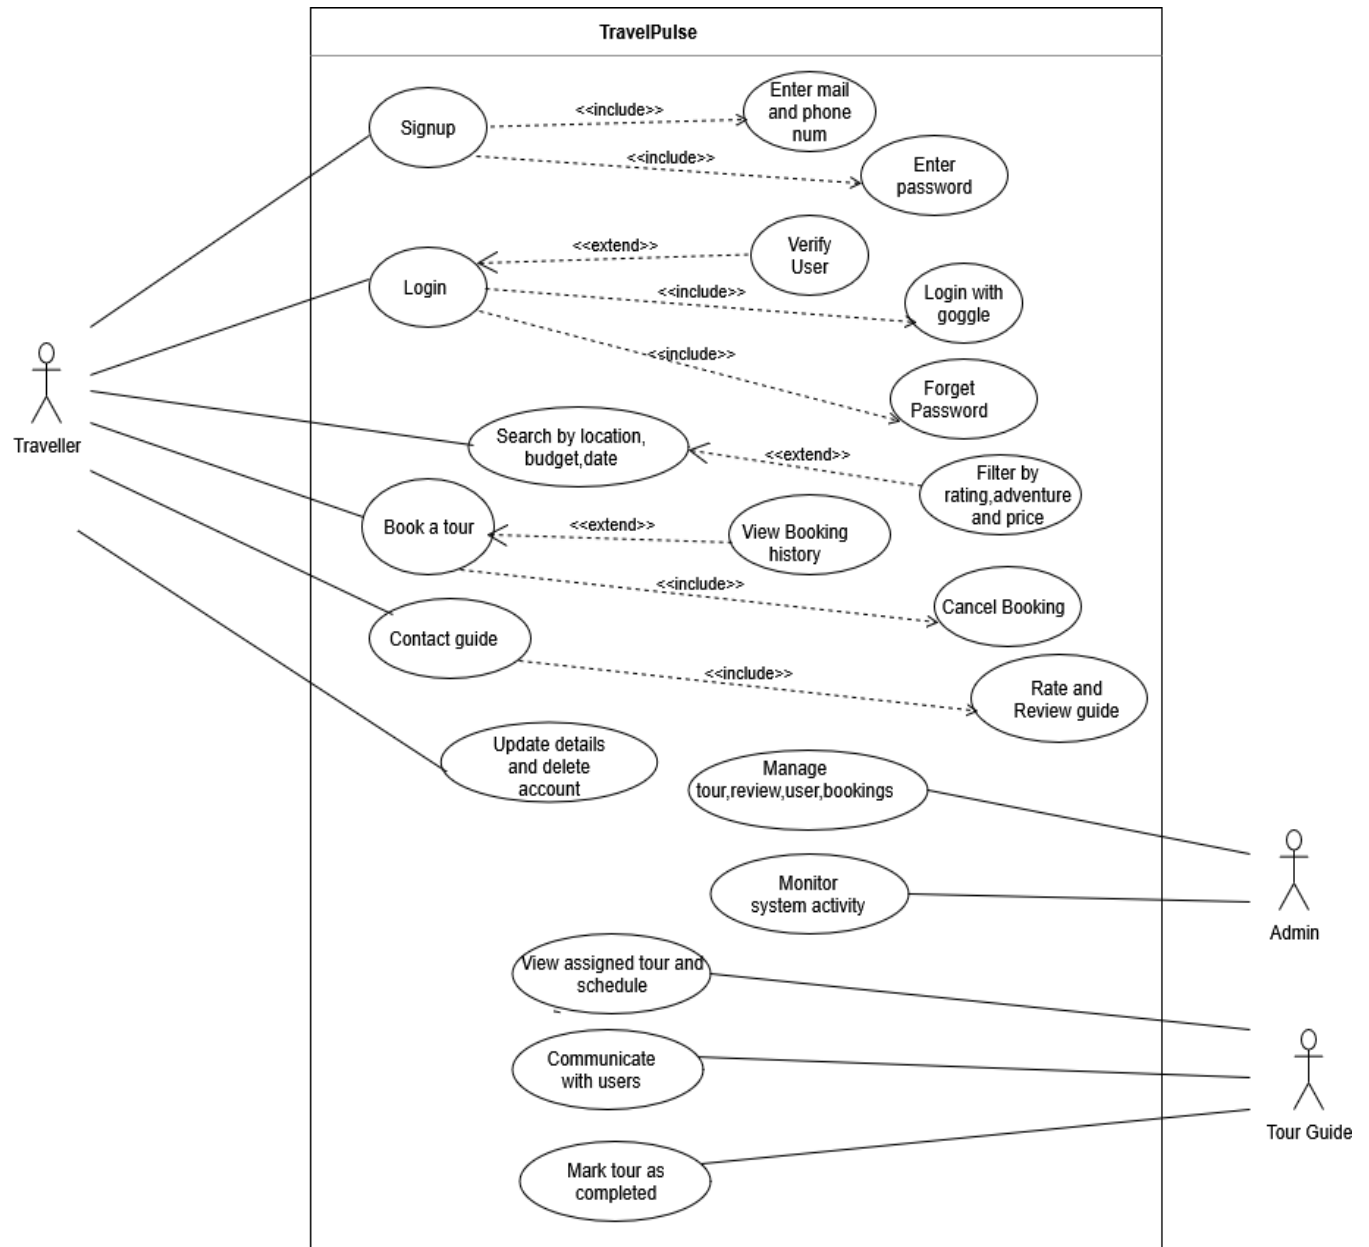 TravelPulse
Signup
<<include>>
Enter mail
and phone
num
<<include>>
Enter
password
Login
<<extend>>
Verify
User
<<include>>
Login with
goggle
<<include>>
Forget
Password
Traveller
Search by location,
budget,date
<<extend>>
Filter by
rating,adventure
and price
Book a tour
<<extend>>
View Booking
history
<<include>>
Cancel Booking
Contact guide
<<include>>
Rate and
Review guide
Update details
and delete
account
Manage
tour,review,user,bookings
Monitor
system activity
Admin
View assigned tour and
schedule
Communicate
with users
Tour Guide
Mark tour as
completed